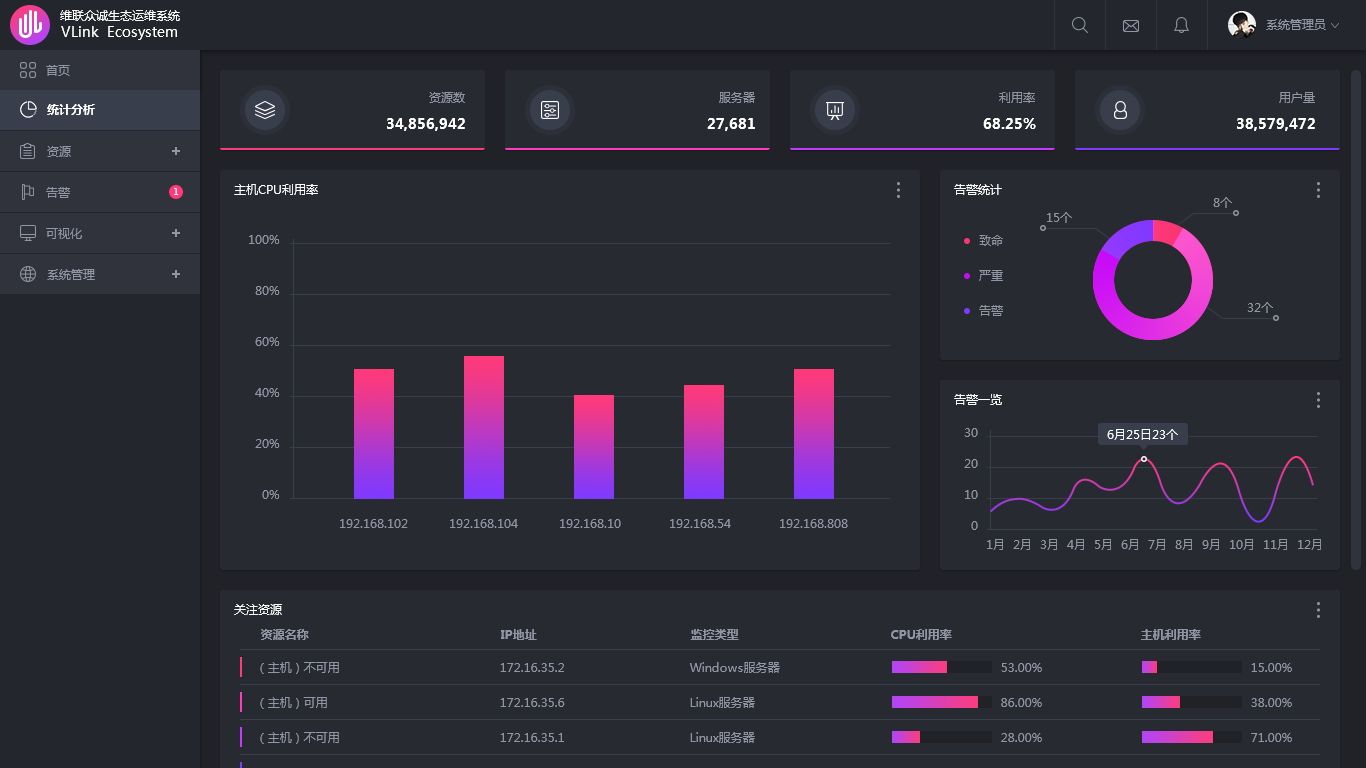 维联众诚生态运维系统
VLink Ecosystem
系统管理员
首页
统计分析
资源 +
告警 1
可视化 +
系统管理 +
资源数
34,856,942
服务器
27,681
利用率
68.25%
用户量
38,579,472
主机CPU利用率
100%
80%
60%
40%
20%
0%
192.168.102 192.168.104 192.168.10 192.168.54 192.168.808
告警统计
致命
严重
告警
15个
8个
32个
告警一览
6月25日23个
30
20
10
0
1月 2月 3月 4月 5月 6月 7月 8月 9月 10月 11月 12月
关注资源
资源名称 IP地址 监控类型 CPU利用率 主机利用率
(主机)不可用 172.16.35.2 Windows服务器 53.00% 15.00%
(主机)可用 172.16.35.6 Linux服务器 86.00% 38.00%
(主机)不可用 172.16.35.1 Linux服务器 28.00% 71.00%